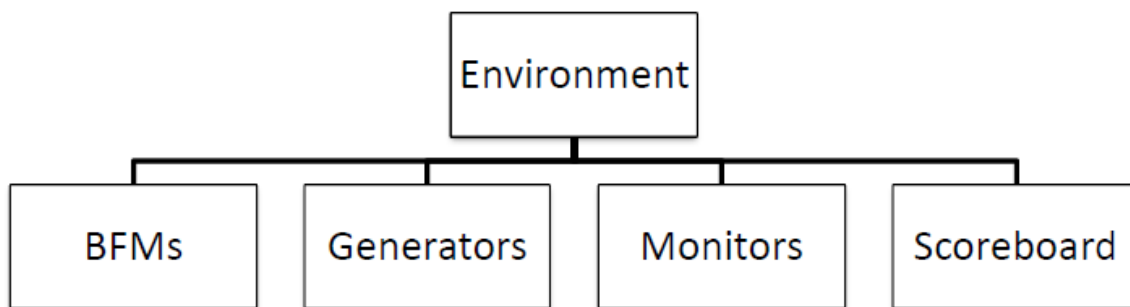 Environment
BFMs
Generators
Monitors
Scoreboard